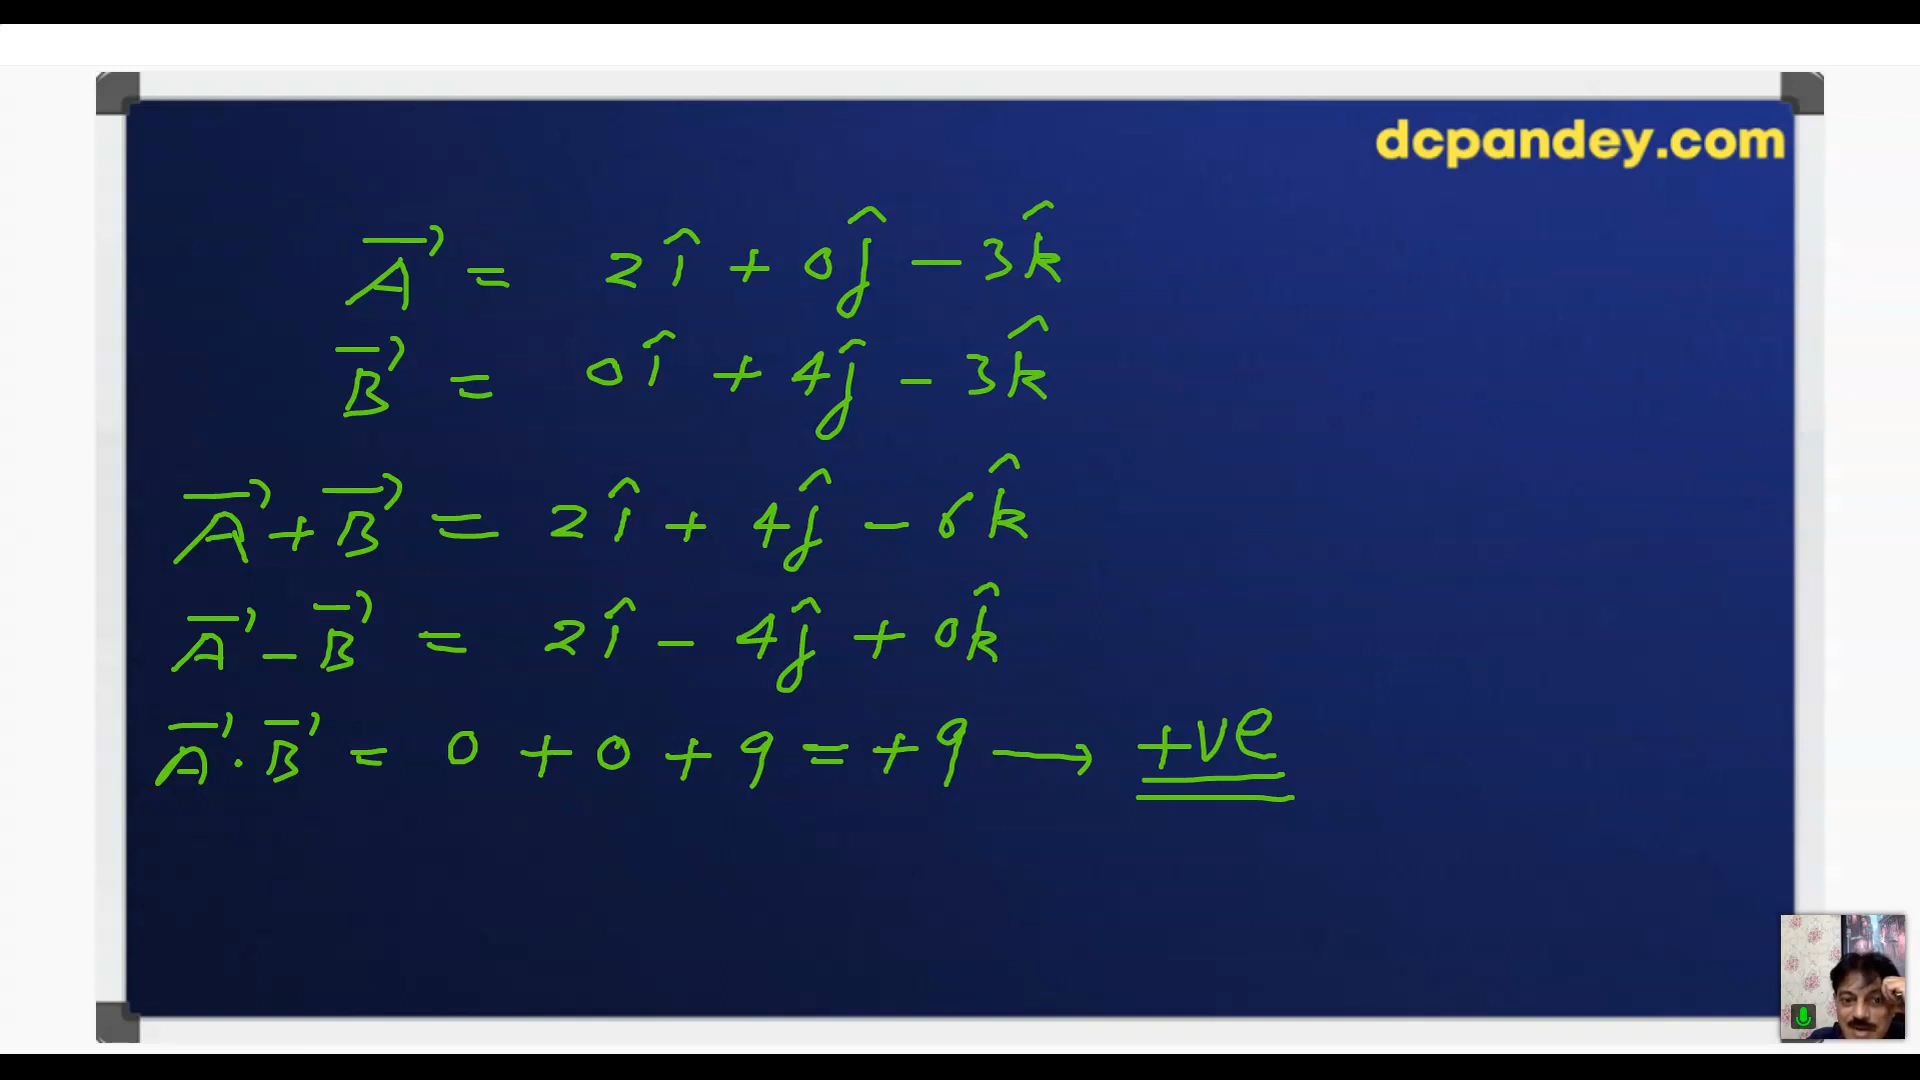 dcpandey.com
A⃗ = 2î + 0ĵ - 3k̂
B⃗ = 0î + 4ĵ - 3k̂
A⃗ + B⃗ = 2î + 4ĵ - 6k̂
A⃗ - B⃗ = 2î - 4ĵ + 0k̂
A⃗ · B⃗ = 0 + 0 + 9 = +9 → +ve